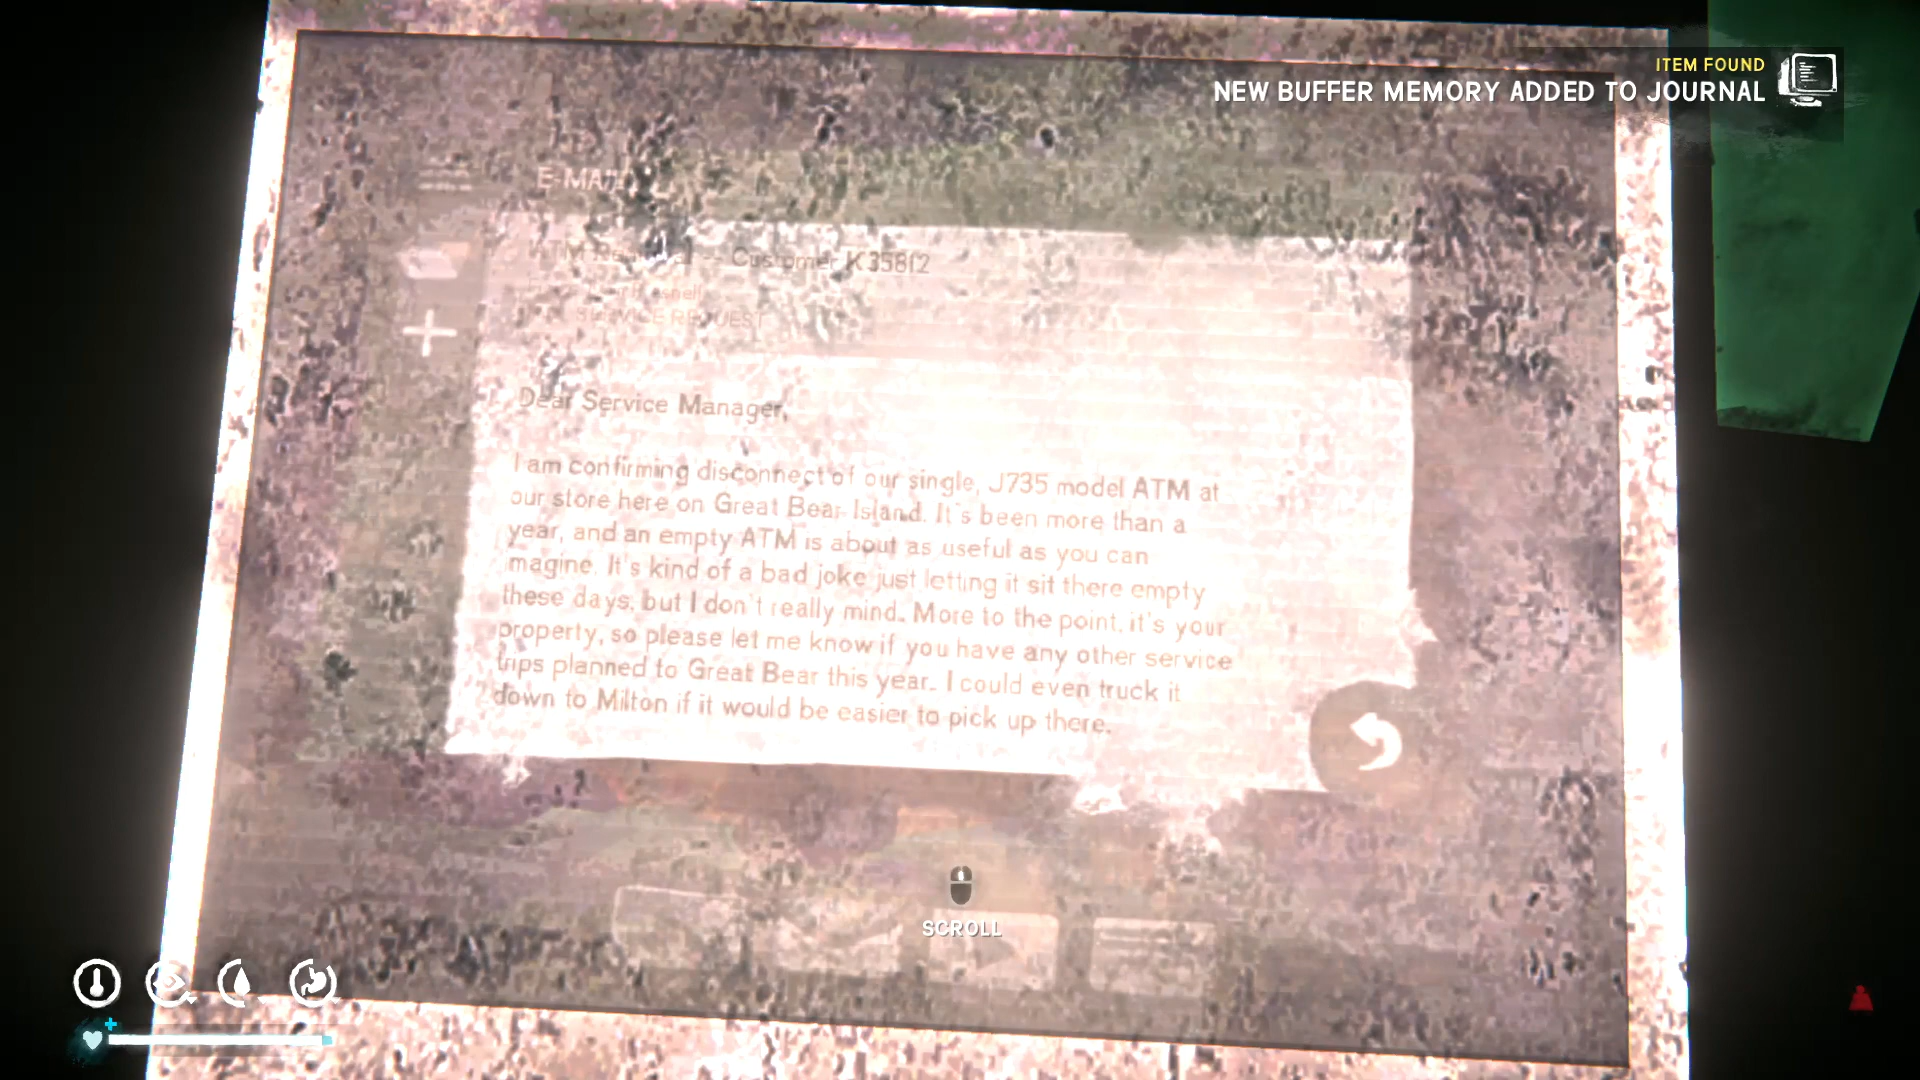 ITEM FOUND
NEW BUFFER MEMORY ADDED TO JOURNAL
E-MAIL
Customer K35812
SERVICE REQUEST
Dear Service Manager,
I am confirming disconnect of our single, J735 model ATM at
our store here on Great Bear Island. It's been more than a
year, and an empty ATM is about as useful as you can
magine. It's kind of a bad joke just letting it sit there empty
these days, but I don't really mind. More to the point, it's your
property, so please let me know if you have any other service
trips planned to Great Bear this year. I could even truck it
down to Milton if it would be easier to pick up there.
SCROLL